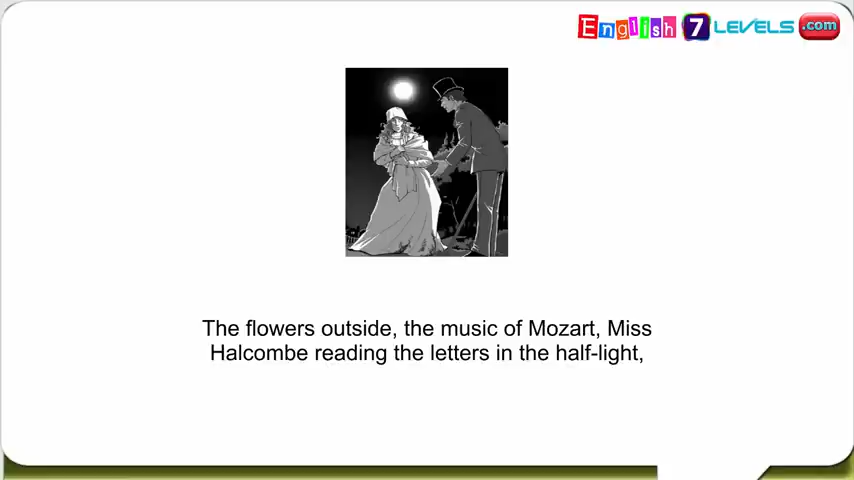 English 7 LEVELS .com
The flowers outside, the music of Mozart, Miss
Halcombe reading the letters in the half-light,